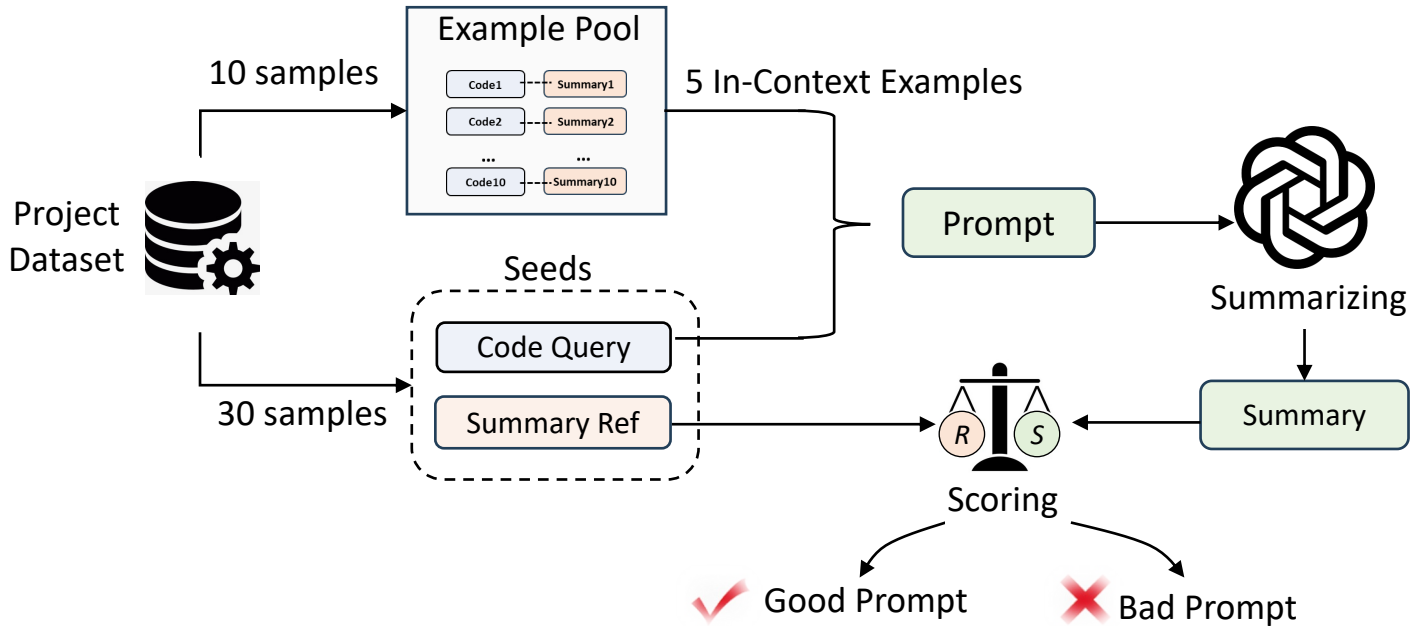 Example Pool
10 samples
5 In-Context Examples
Code1
Summary1
Code2
Summary2
...
...
Code10
Summary10
Project
Dataset
Prompt
Seeds
Summarizing
Code Query
30 samples
Summary Ref
R
S
Summary
Scoring
Good Prompt
Bad Prompt